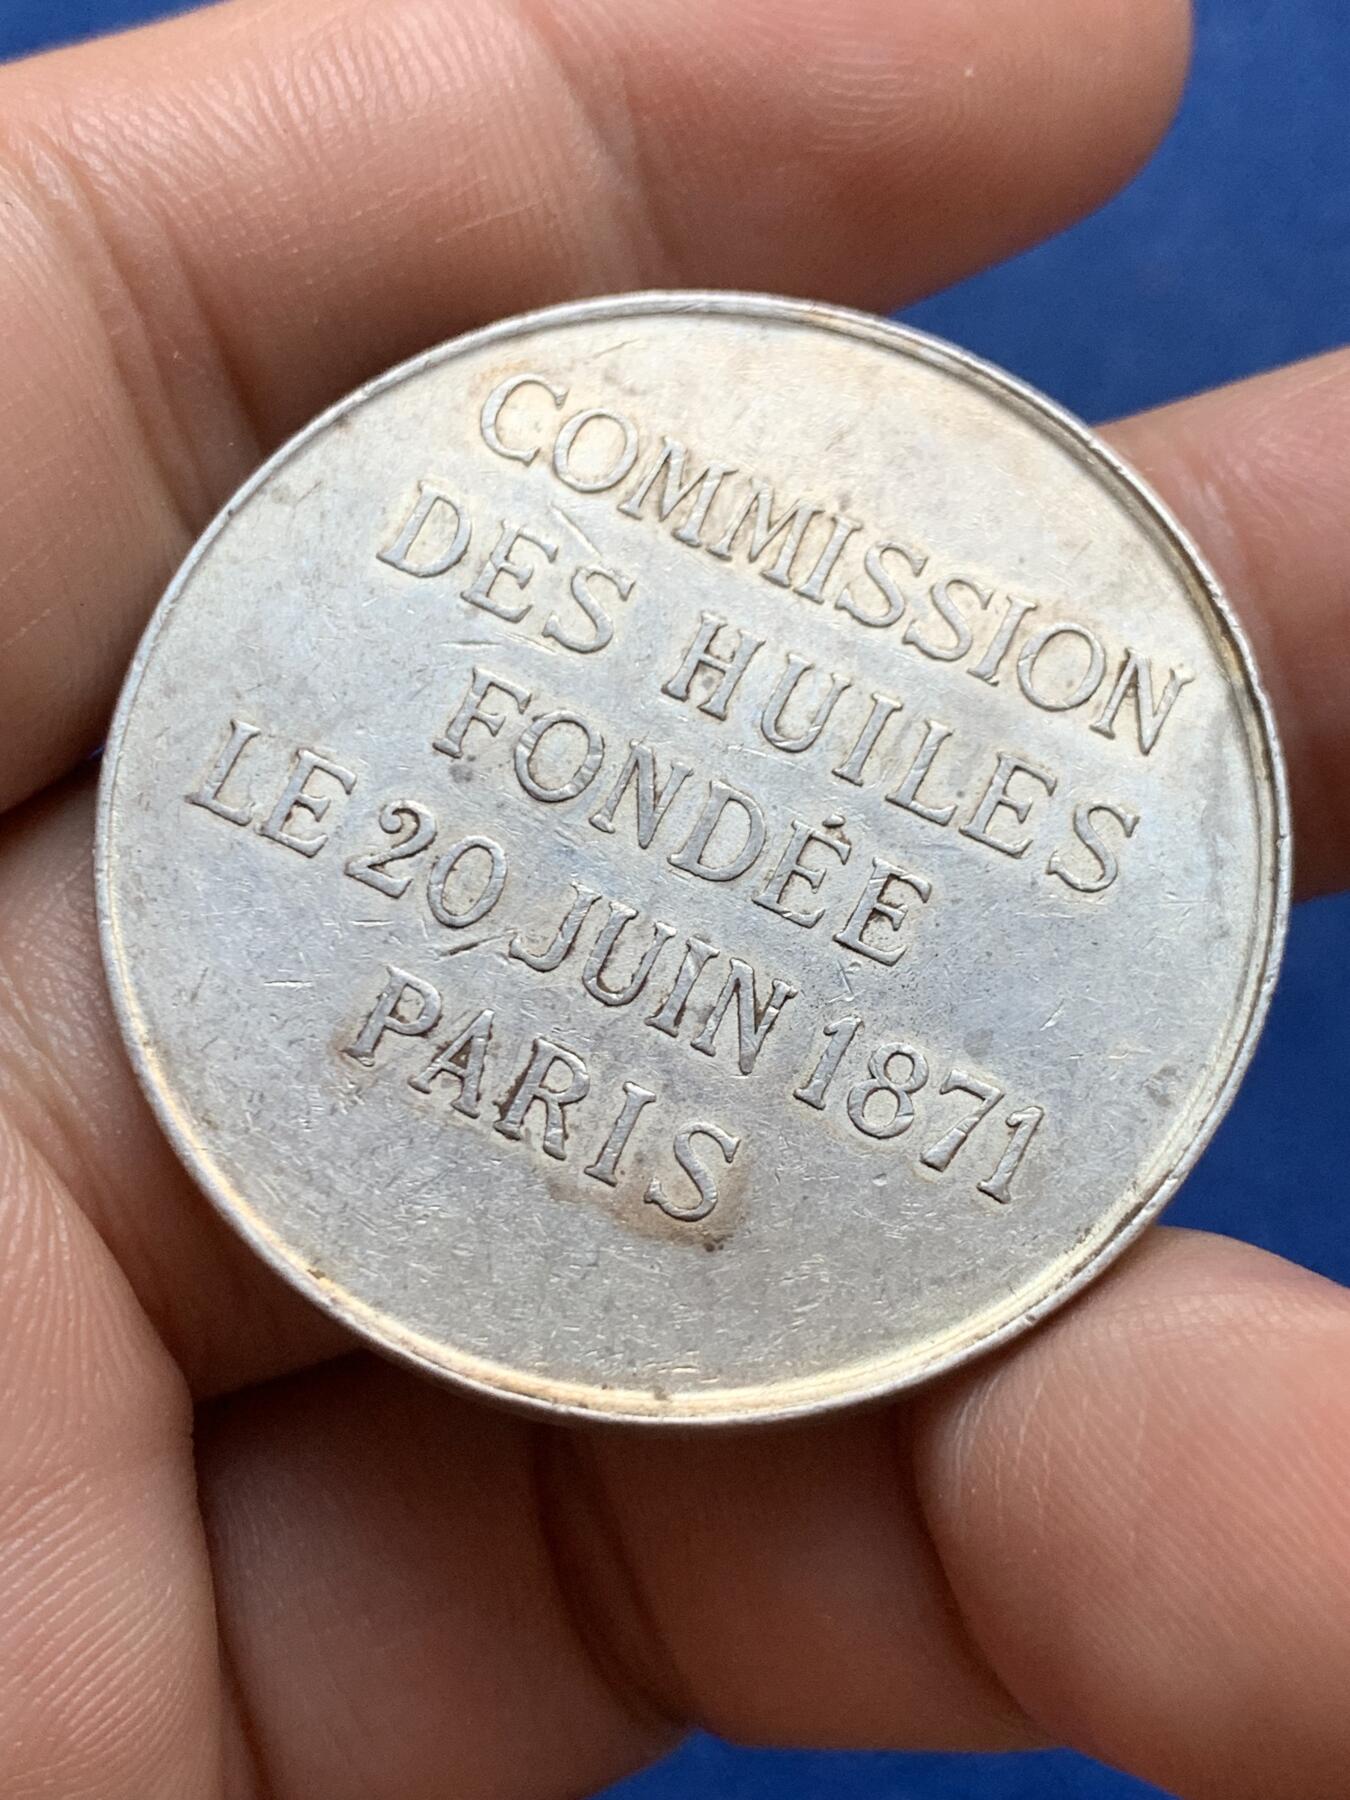 COMMISSION
DES HUILES
FONDÉE
LE 20 JUIN 1871
PARIS